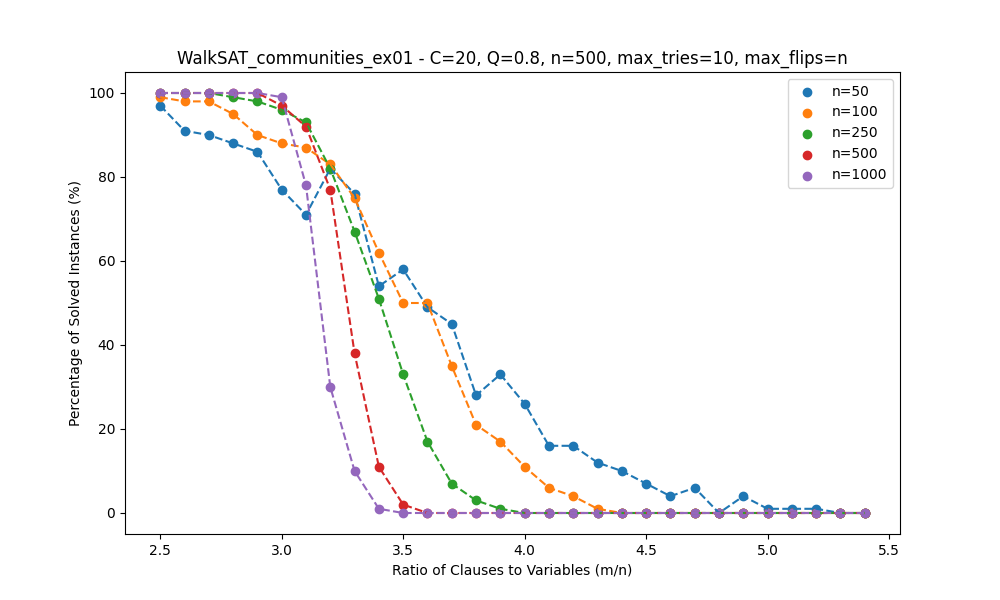 WalkSAT_communities_ex01 - C=20, Q=0.8, n=500, max_tries=10, max_flips=n
n=50
n=100
n=250
n=500
n=1000
Percentage of Solved Instances (%)
100
80
60
40
20
0
2.5 3.0 3.5 4.0 4.5 5.0 5.5
Ratio of Clauses to Variables (m/n)